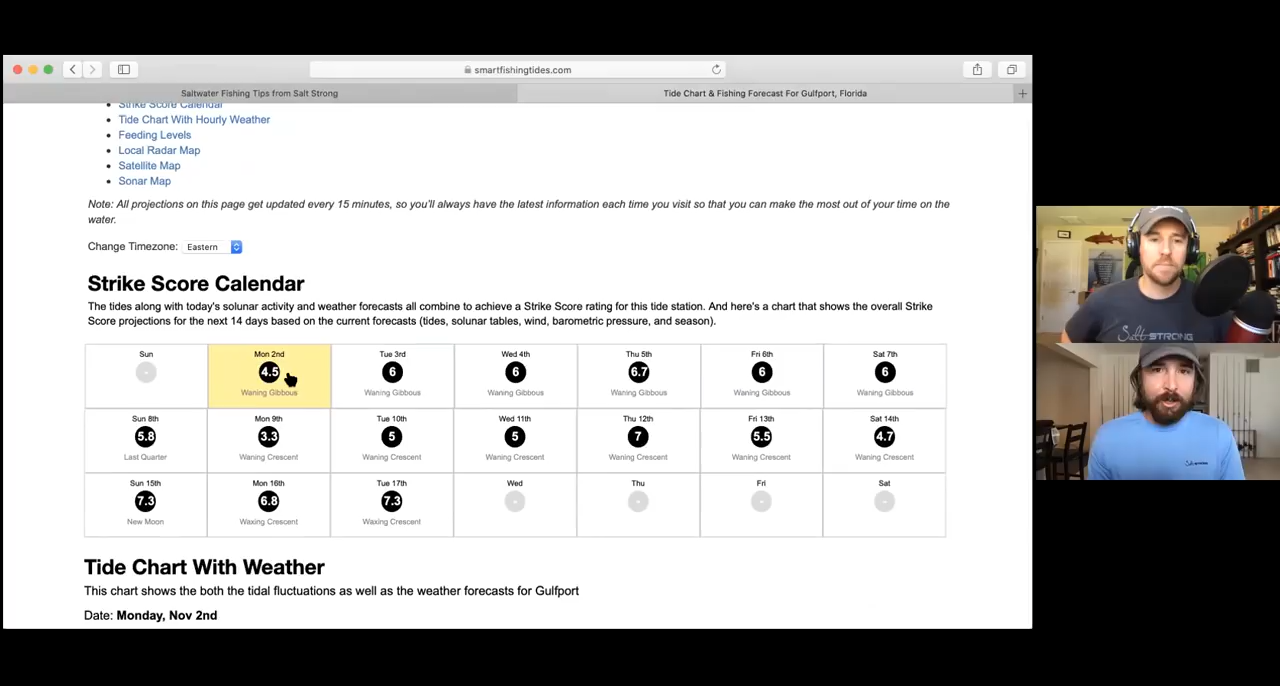 smartfishingtides.com
Saltwater Fishing Tips from Salt Strong
Tide Chart & Fishing Forecast For Gulfport, Florida
Strike Score Calendar
Tide Chart With Hourly Weather
Feeding Levels
Local Radar Map
Satellite Map
Sonar Map
Note: All projections on this page get updated every 15 minutes, so you'll always have the latest information each time you visit so that you can make the most out of your time on the
water.
Change Timezone: Eastern
Strike Score Calendar
The tides along with today's solunar activity and weather forecasts all combine to achieve a Strike Score rating for this tide station. And here's a chart that shows the overall Strike
Score projections for the next 14 days based on the current forecasts (tides, solunar tables, wind, barometric pressure, and season).
Sun Mon 2nd Tue 3rd Wed 4th Thu 5th Fri 6th Sat 7th
- 4.5 6 6 6.7 6 6
Waning Gibbous Waning Gibbous Waning Gibbous Waning Gibbous Waning Gibbous Waning Gibbous
Sun 8th Mon 9th Tue 10th Wed 11th Thu 12th Fri 13th Sat 14th
5.8 3.3 5 5 7 5.5 4.7
Last Quarter Waning Crescent Waning Crescent Waning Crescent Waning Crescent Waning Crescent Waning Crescent
Sun 15th Mon 16th Tue 17th Wed Thu Fri Sat
7.3 6.8 7.3 - - - -
New Moon Waxing Crescent Waxing Crescent
Tide Chart With Weather
This chart shows the both the tidal fluctuations as well as the weather forecasts for Gulfport
Date: Monday, Nov 2nd
Salt STRONG